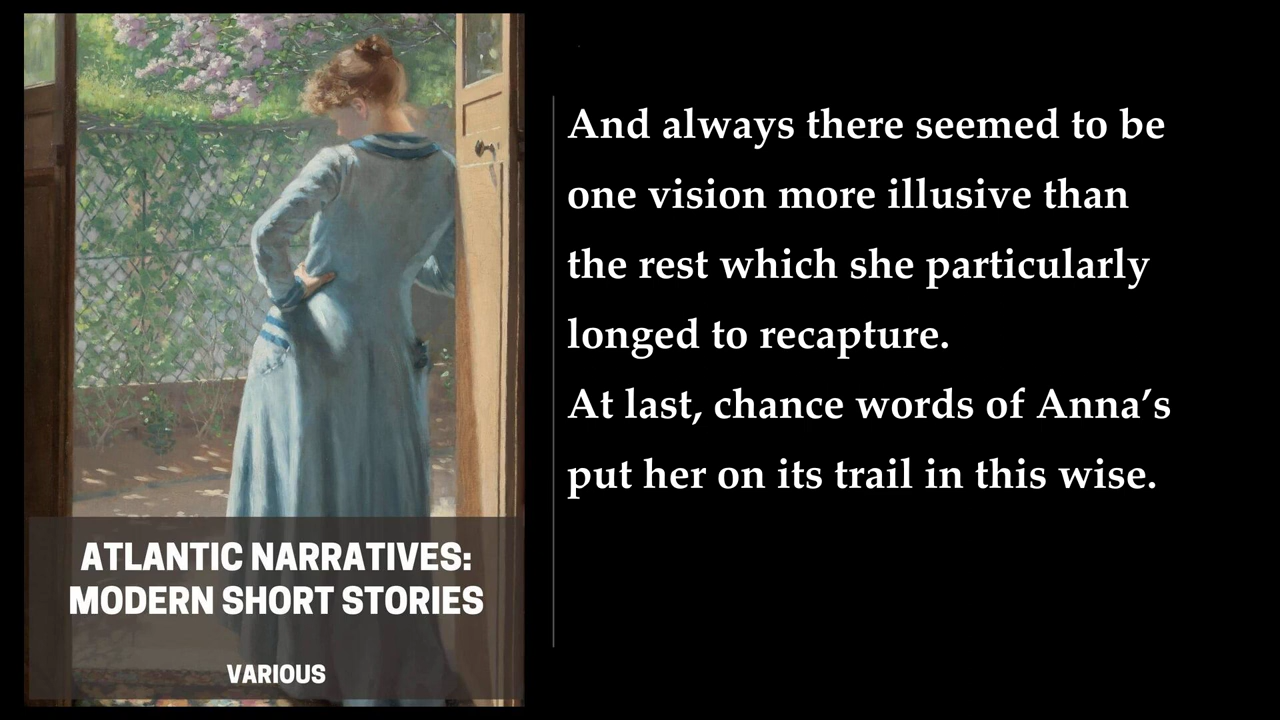 And always there seemed to be
one vision more illusive than
the rest which she particularly
longed to recapture.
At last, chance words of Anna’s
put her on its trail in this wise.
ATLANTIC NARRATIVES:
MODERN SHORT STORIES
VARIOUS